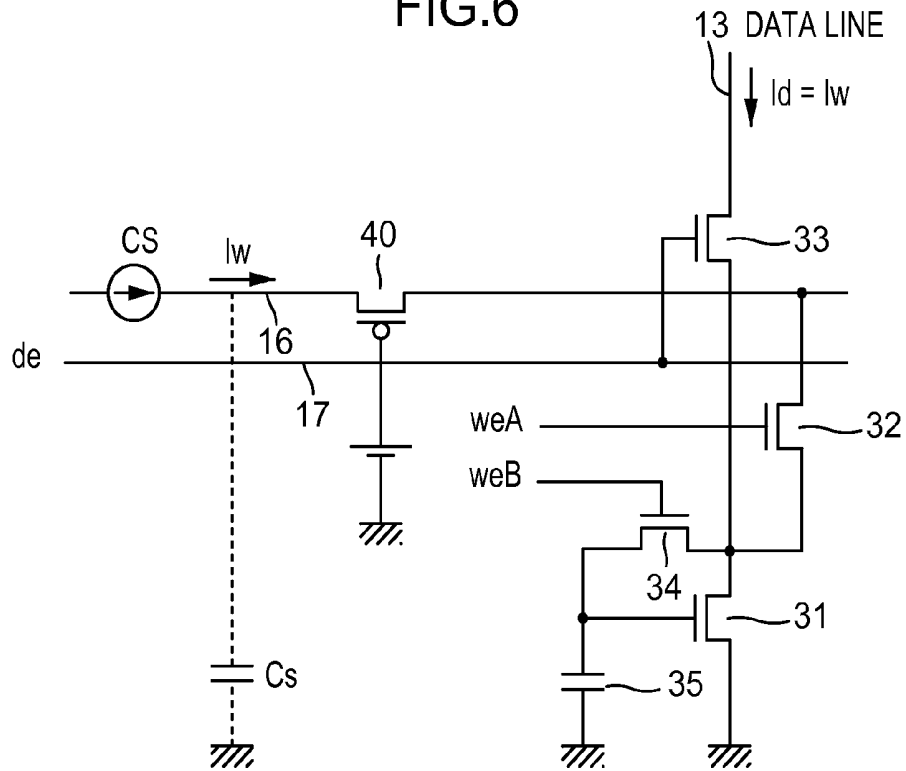 FIG.6
13 DATA LINE
Id = Iw
33
CS
Iw
40
16
de
17
weA
32
weB
34
31
Cs
35